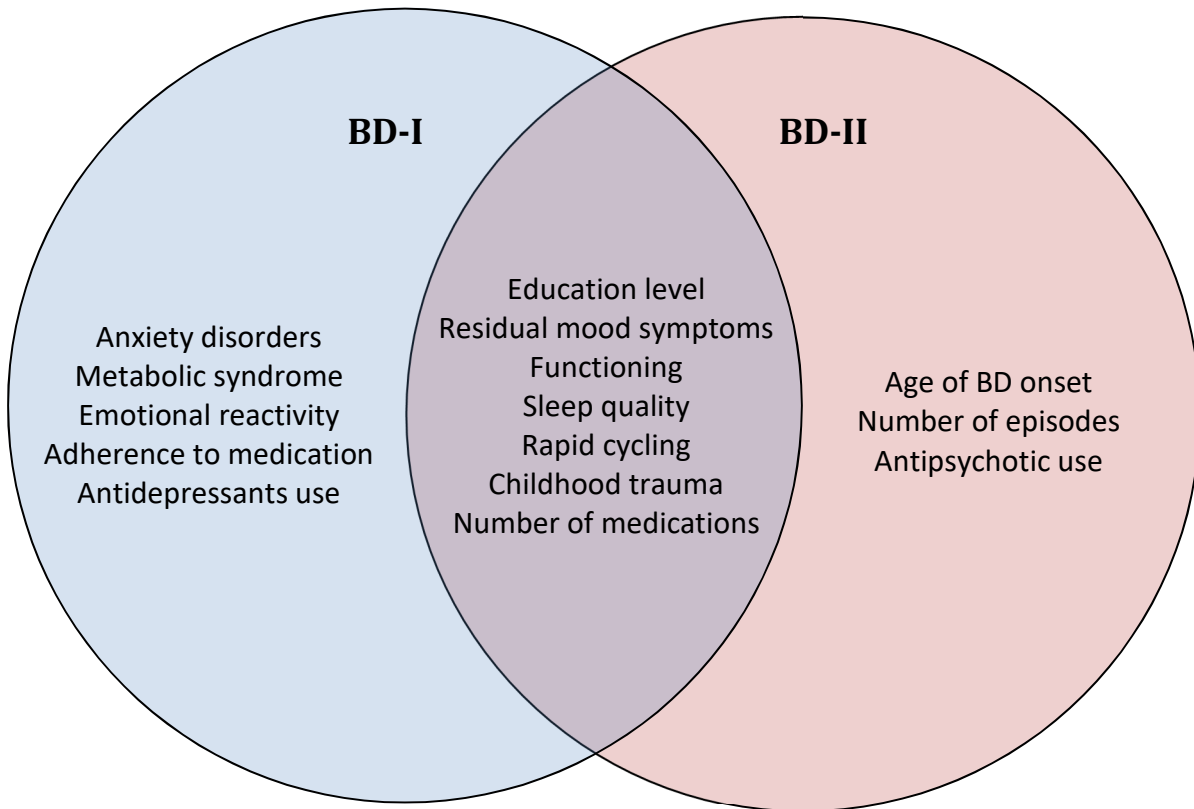 BD-I
BD-II
Anxiety disorders
Metabolic syndrome
Emotional reactivity
Adherence to medication
Antidepressants use
Education level
Residual mood symptoms
Functioning
Sleep quality
Rapid cycling
Childhood trauma
Number of medications
Age of BD onset
Number of episodes
Antipsychotic use